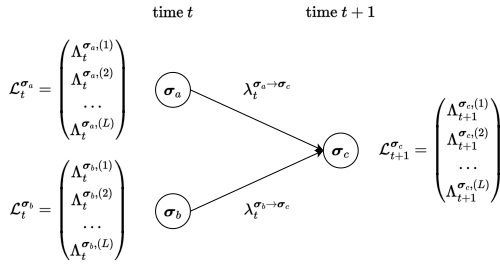 time t time t + 1
𝓛_t^{σ_a} = ( Λ_t^{σ_a,(1)}
Λ_t^{σ_a,(2)}
...
Λ_t^{σ_a,(L)} )
σ_a
λ_t^{σ_a→σ_c}
σ_c
𝓛_{t+1}^{σ_c} = ( Λ_{t+1}^{σ_c,(1)}
Λ_{t+1}^{σ_c,(2)}
...
Λ_{t+1}^{σ_c,(L)} )
𝓛_t^{σ_b} = ( Λ_t^{σ_b,(1)}
Λ_t^{σ_b,(2)}
...
Λ_t^{σ_b,(L)} )
σ_b
λ_t^{σ_b→σ_c}